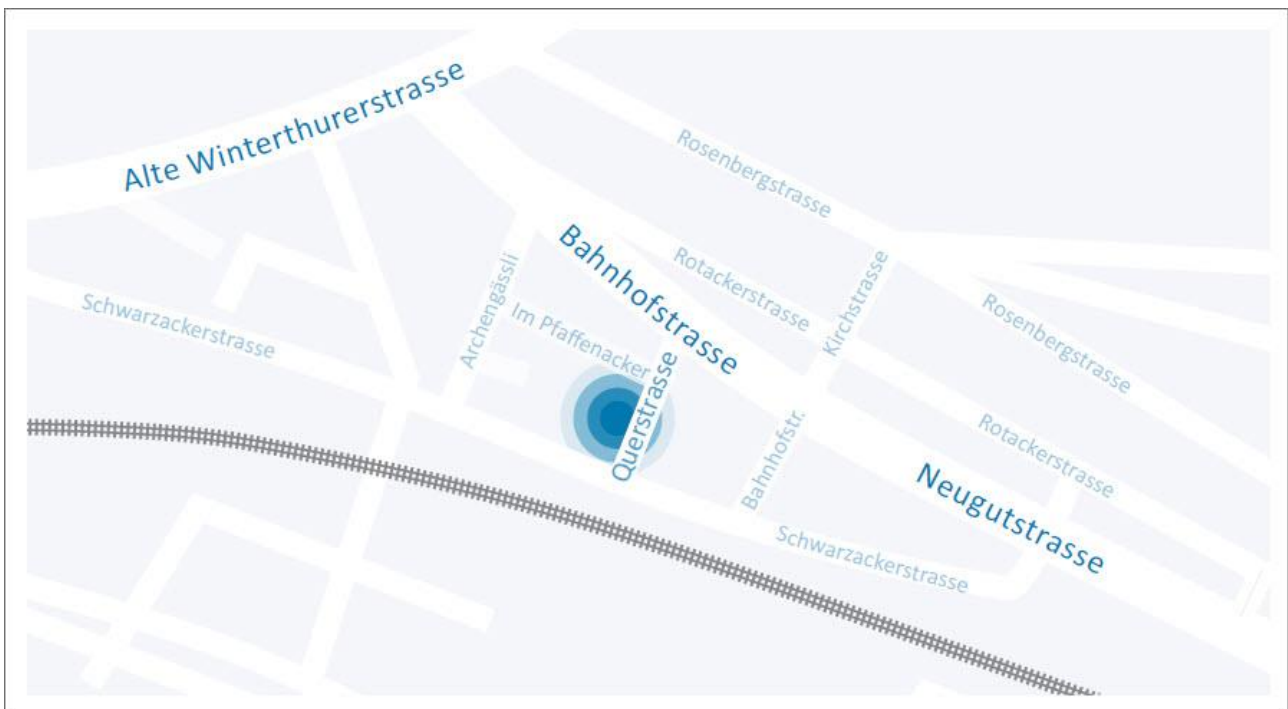 Alte Winterthurerstrasse
Rosenbergstrasse
Bahnhofstrasse
Rotackerstrasse
Kirchstrasse
Archengässli
Im Pfaffenacker
Schwarzackerstrasse
Rosenbergstrasse
Querstrasse
Bahnhofstr.
Rotackerstrasse
Neugutstrasse
Schwarzackerstrasse